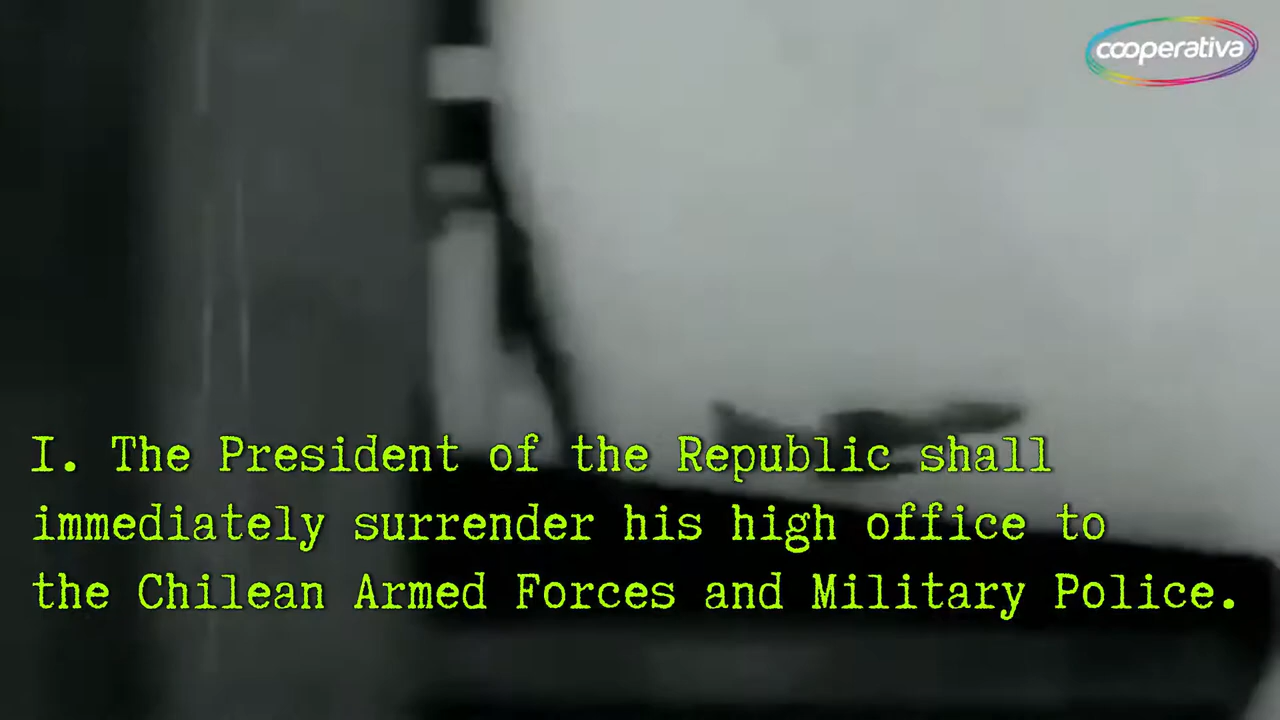 cooperativa
I. The President of the Republic shall
immediately surrender his high office to
the Chilean Armed Forces and Military Police.